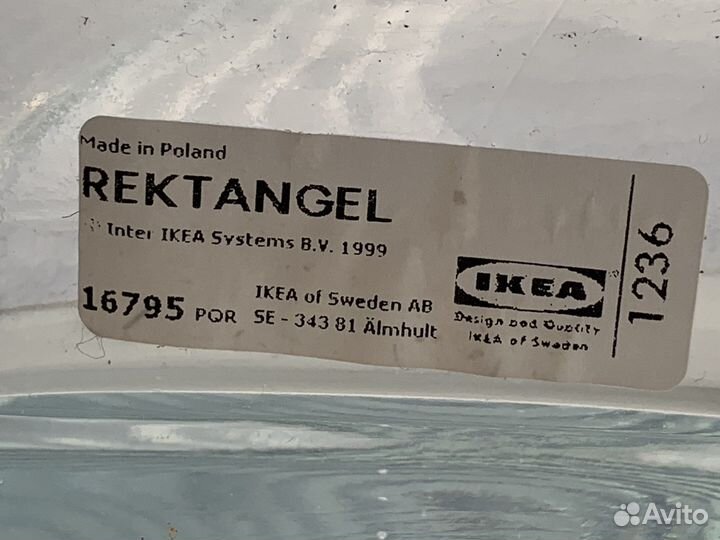 Made in Poland
REKTANGEL
© Inter IKEA Systems B.V. 1999
16795 PQR
IKEA of Sweden AB
SE - 343 81 Älmhult
IKEA ®
Design and Quality
IKEA of Sweden
1236
Avito